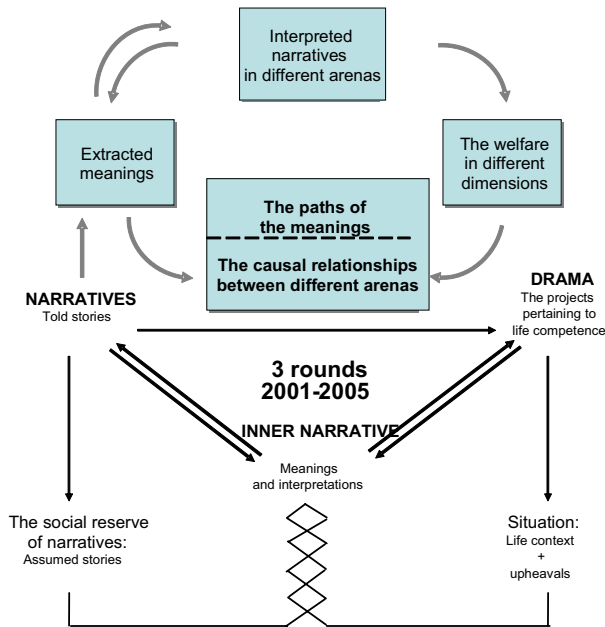 Interpreted
narratives
in different arenas
Extracted
meanings
The welfare
in different
dimensions
The paths of
the meanings
The causal relationships
between different arenas
NARRATIVES
Told stories
DRAMA
The projects
pertaining to
life competence
3 rounds
2001-2005
INNER NARRATIVE
Meanings
and interpretations
The social reserve
of narratives:
Assumed stories
Situation:
Life context
+
upheavals